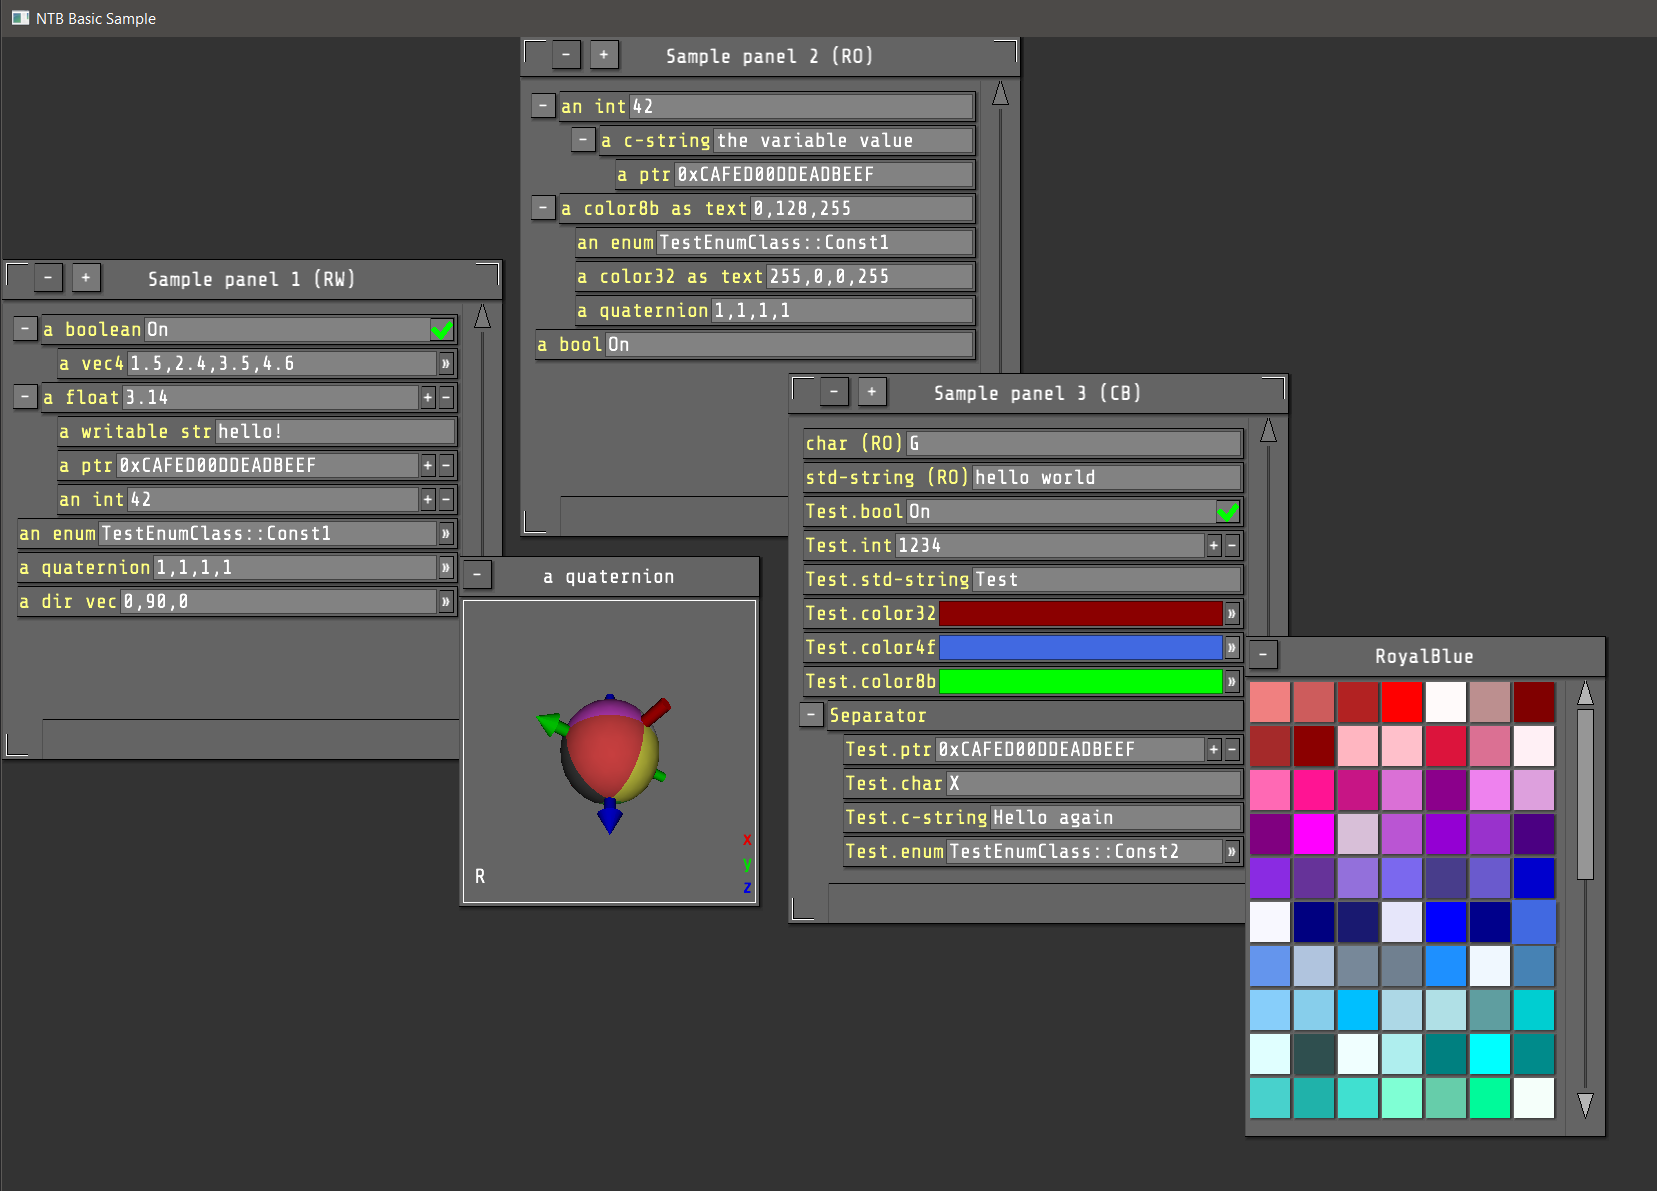 NTB Basic Sample
- + Sample panel 2 (RO)
- an int 42
- a c-string the variable value
a ptr 0xCAFED00DDEADBEEF
- a color8b as text 0,128,255
an enum TestEnumClass::Const1
a color32 as text 255,0,0,255
a quaternion 1,1,1,1
a bool On
- + Sample panel 1 (RW)
- a boolean On
a vec4 1.5,2.4,3.5,4.6 »
- a float 3.14 + -
a writable str hello!
a ptr 0xCAFED00DDEADBEEF + -
an int 42 + -
an enum TestEnumClass::Const1 »
a quaternion 1,1,1,1 »
a dir vec 0,90,0 »
- a quaternion
x
y
z
R
- + Sample panel 3 (CB)
char (RO) G
std-string (RO) hello world
Test.bool On
Test.int 1234 + -
Test.std-string Test
Test.color32 »
Test.color4f »
Test.color8b »
- Separator
Test.ptr 0xCAFED00DDEADBEEF + -
Test.char X
Test.c-string Hello again
Test.enum TestEnumClass::Const2 »
- RoyalBlue